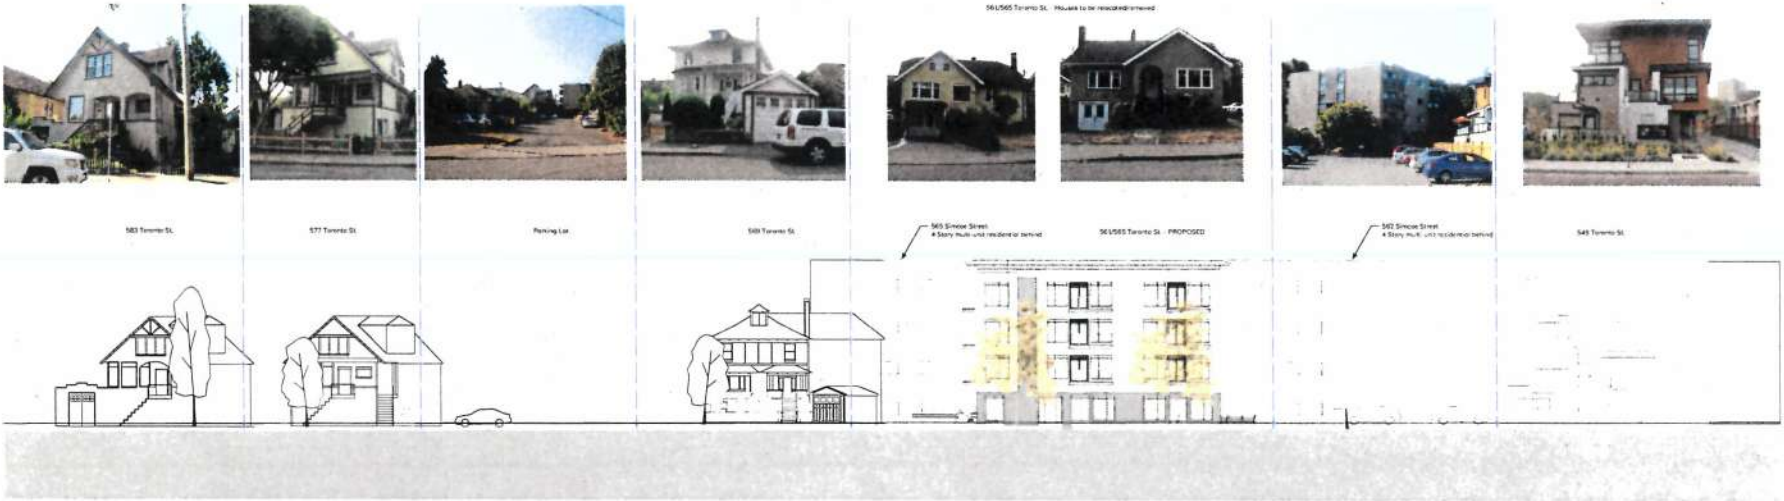 561/565 Toronto St. - Houses to be relocated/removed
583 Toronto St.
577 Toronto St.
Parking Lot
569 Toronto St.
565 Simcoe Street
4 Story multi-unit residential behind
561/565 Toronto St. - PROPOSED
562 Simcoe Street
4 Story multi-unit residential behind
549 Toronto St.